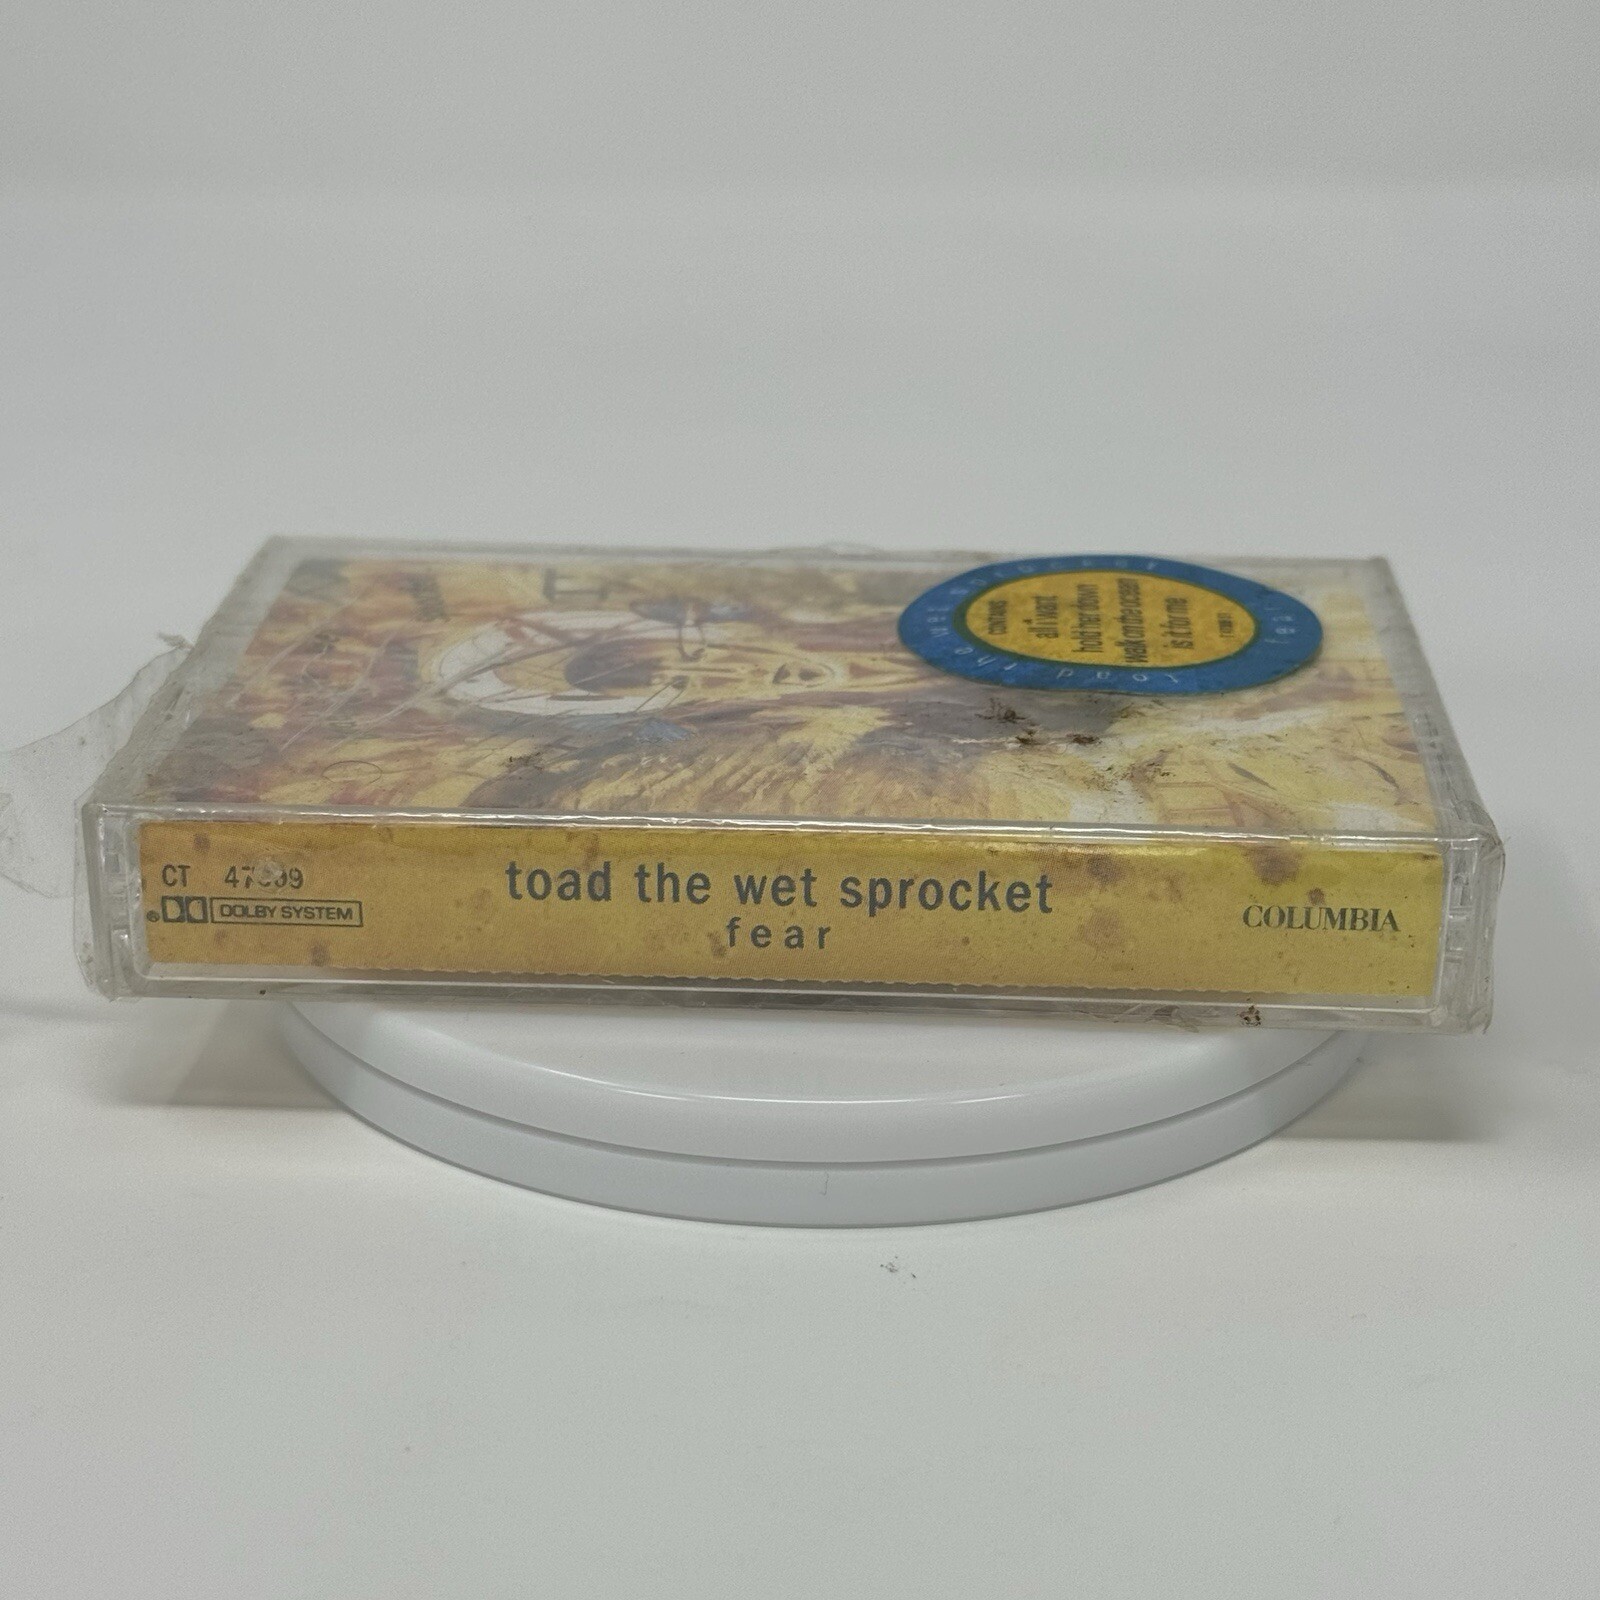 toad the wet sprocket
fear
contains
all i want
hold her down
walk on the ocean
is it for me
CT
DOLBY SYSTEM
toad the wet sprocket
fear
COLUMBIA